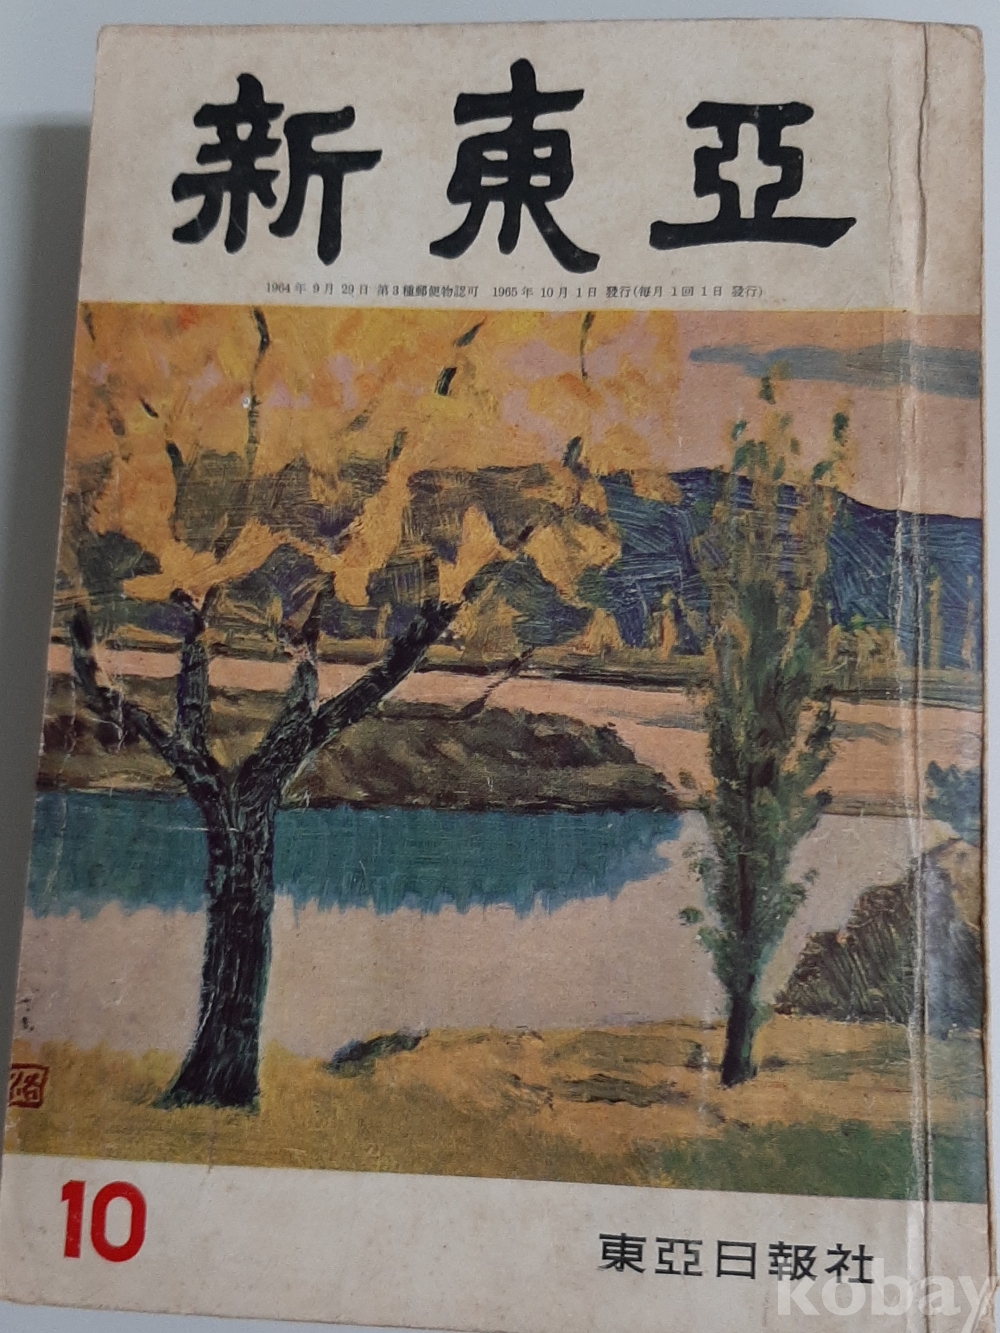 新東亞
1964年 9月 29日 第3種郵便物認可 1965年 10月 1日 發行(每月 1回 1日 發行)
10
東亞日報社
kobay